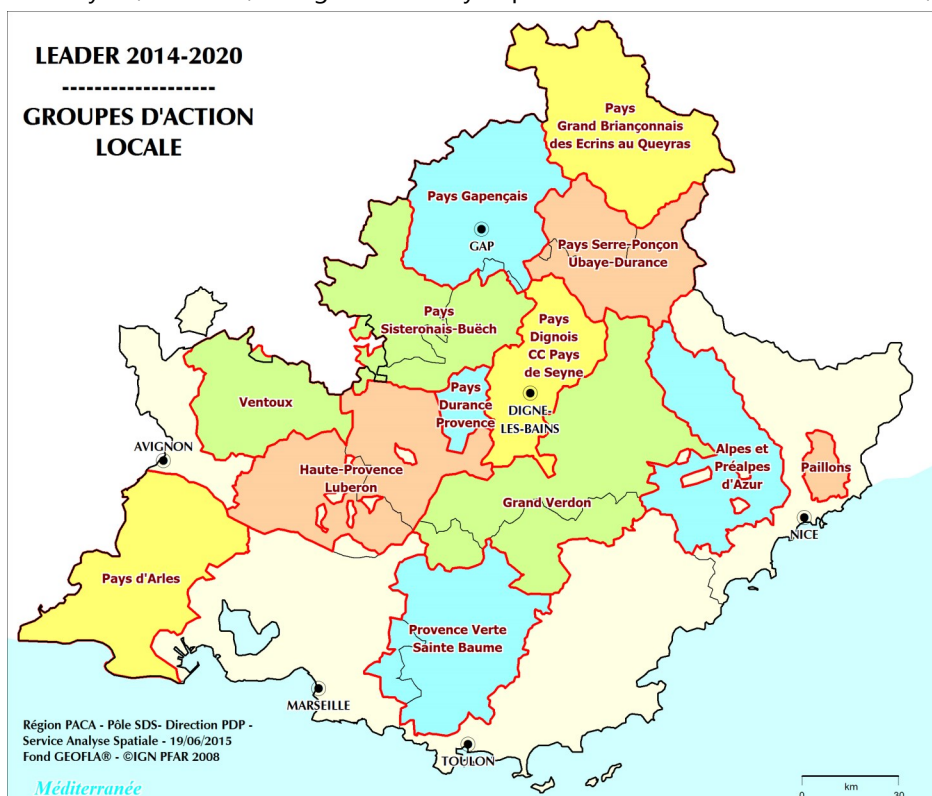 LEADER 2014-2020
-------------------
GROUPES D'ACTION
LOCALE
Pays
Grand Briançonnais
des Ecrins au Queyras
Pays Gapençais
GAP
Pays Serre-Ponçon
Ubaye-Durance
Pays
Sisteronais-Buëch
Pays
Dignois
CC Pays
de Seyne
Pays
Durance
Provence
DIGNE-
LES-BAINS
Ventoux
AVIGNON
Haute-Provence
Luberon
Alpes et
Préalpes
d'Azur
Paillons
Grand Verdon
NICE
Pays d'Arles
Provence Verte
Sainte Baume
MARSEILLE
TOULON
Région PACA - Pôle SDS- Direction PDP -
Service Analyse Spatiale - 19/06/2015
Fond GEOFLA® - ©IGN PFAR 2008
Méditerranée
km
0 30